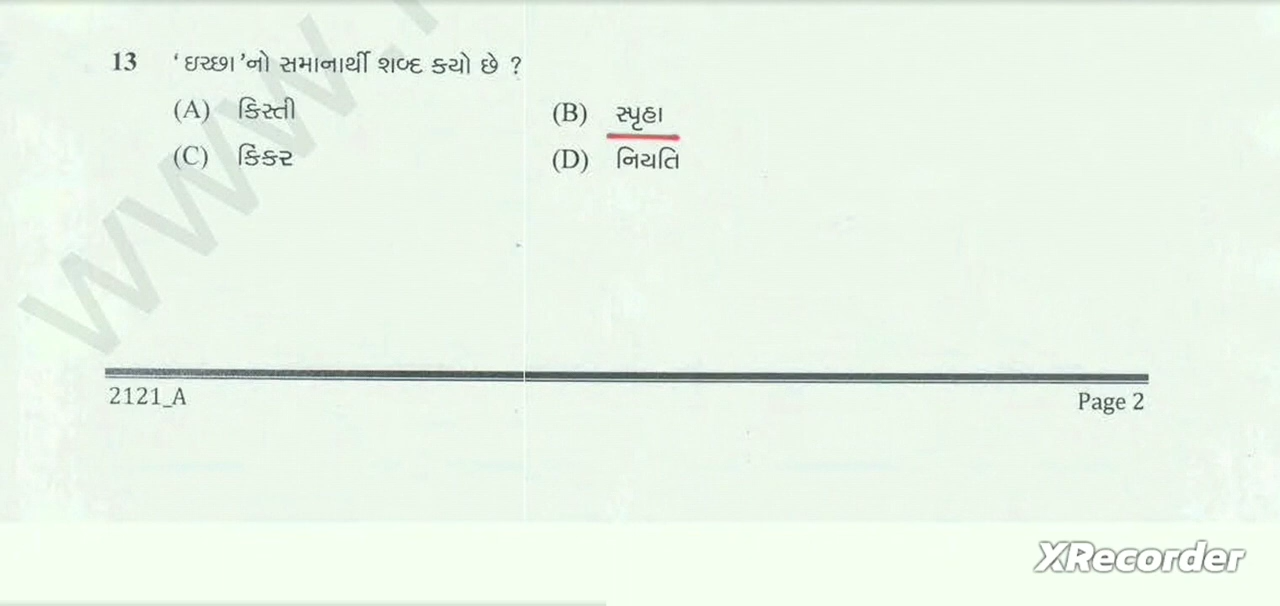 13 ‘ ઇચ્છા ’નો સમાનાર્થી શબ્દ કયો છે ?
(A) કિસ્તી (B) સ્પૃહા
(C) કિંકર (D) નિયતિ
2121_A Page 2
XRecorder